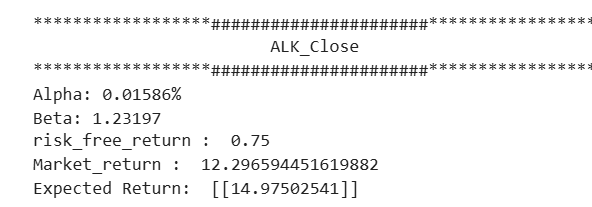 ******************######################*****************
ALK_Close
******************######################*****************
Alpha: 0.01586%
Beta: 1.23197
risk_free_return :  0.75
Market_return :  12.296594451619882
Expected Return:  [[14.97502541]]